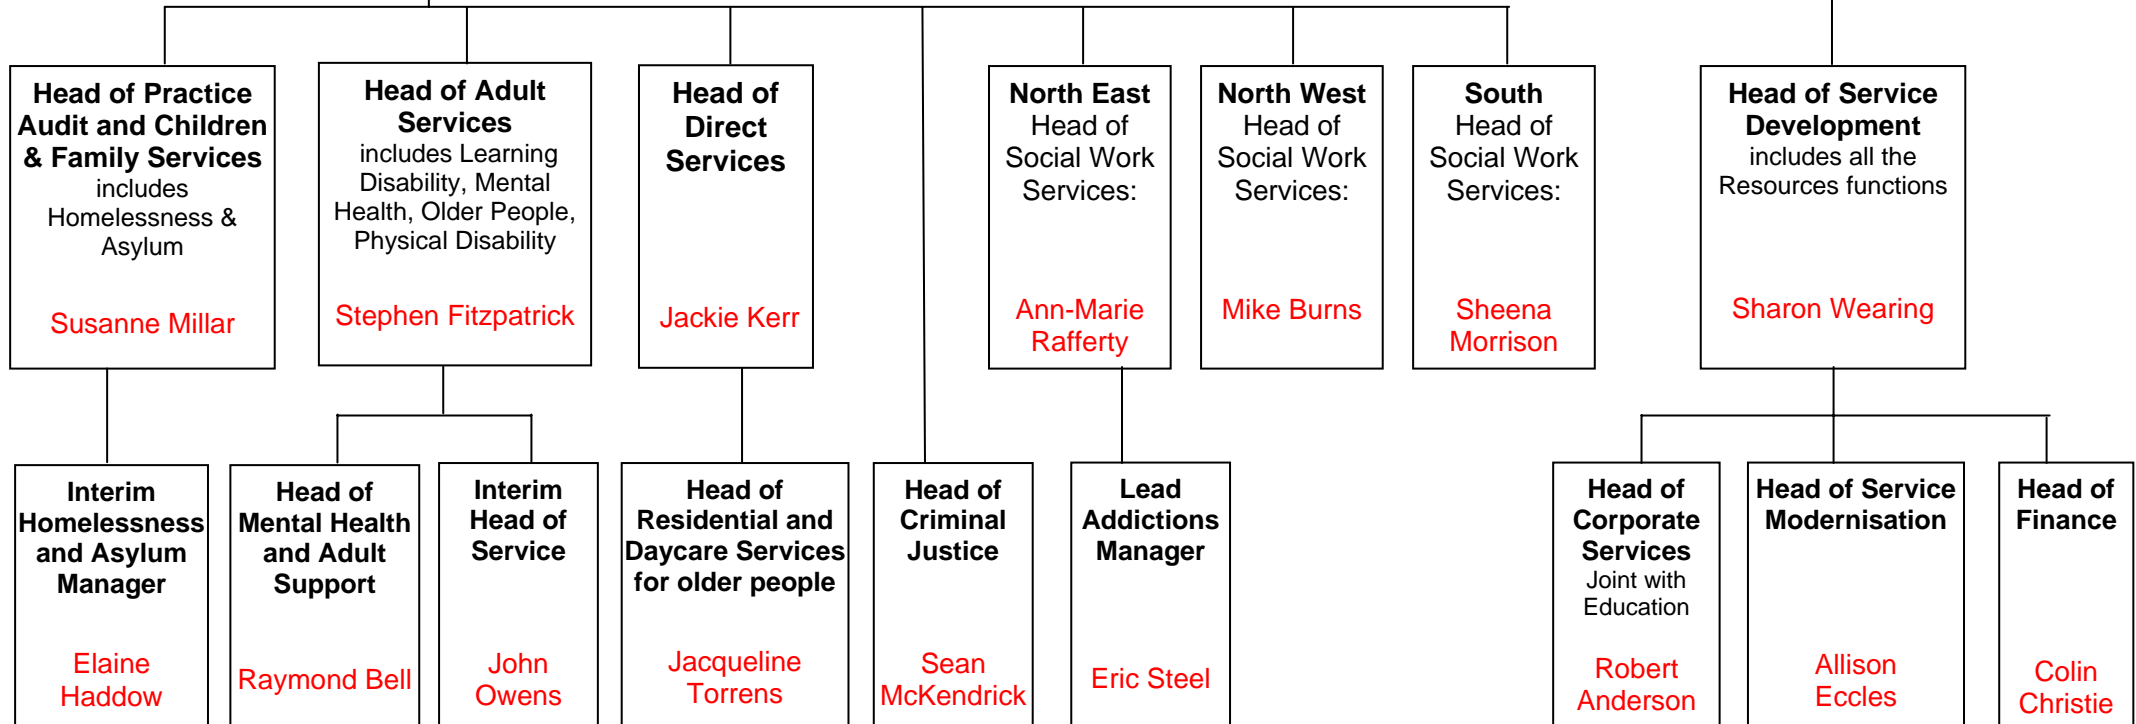 Head of Practice
Audit and Children
& Family Services
includes
Homelessness &
Asylum
Susanne Millar
Head of Adult
Services
includes Learning
Disability, Mental
Health, Older People,
Physical Disability
Stephen Fitzpatrick
Head of
Direct
Services
Jackie Kerr
North East
Head of
Social Work
Services:
Ann-Marie
Rafferty
North West
Head of
Social Work
Services:
Mike Burns
South
Head of
Social Work
Services:
Sheena
Morrison
Head of Service
Development
includes all the
Resources functions
Sharon Wearing
Interim
Homelessness
and Asylum
Manager
Elaine
Haddow
Head of
Mental Health
and Adult
Support
Raymond Bell
Interim
Head of
Service
John
Owens
Head of
Residential and
Daycare Services
for older people
Jacqueline
Torrens
Head of
Criminal
Justice
Sean
McKendrick
Lead
Addictions
Manager
Eric Steel
Head of
Corporate
Services
Joint with
Education
Robert
Anderson
Head of Service
Modernisation
Allison
Eccles
Head of
Finance
Colin
Christie